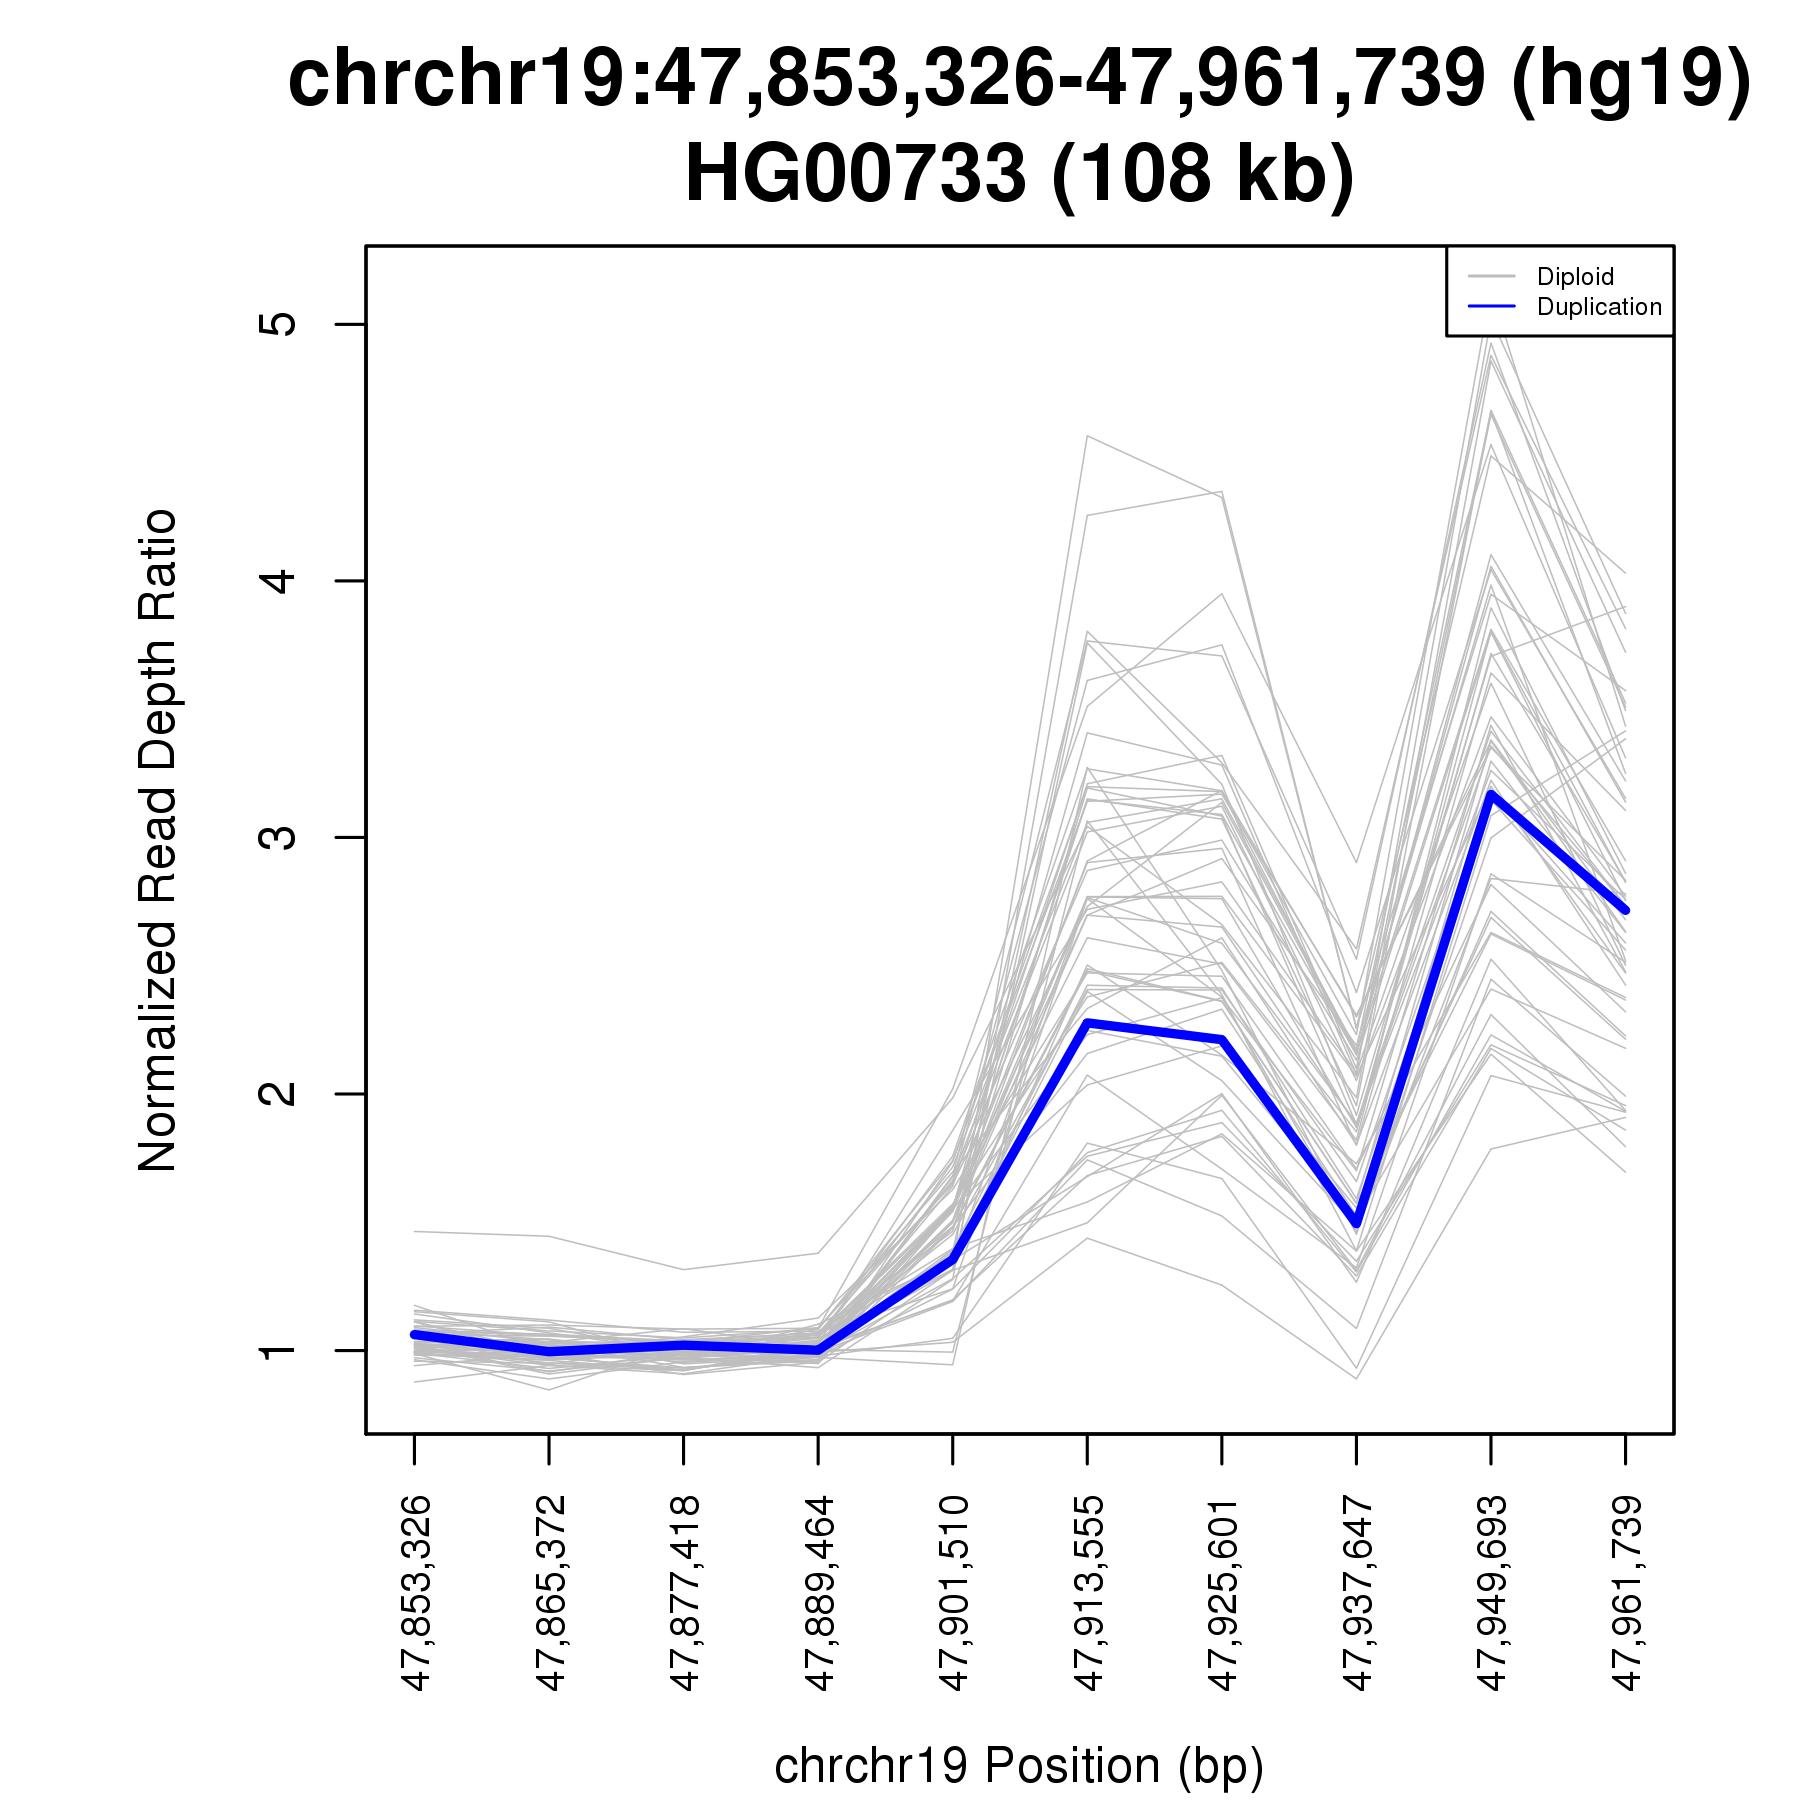 chrchr19:47,853,326-47,961,739 (hg19)
HG00733 (108 kb)
Diploid
Duplication
Normalized Read Depth Ratio
5
4
3
2
1
47,853,326
47,865,372
47,877,418
47,889,464
47,901,510
47,913,555
47,925,601
47,937,647
47,949,693
47,961,739
chrchr19 Position (bp)